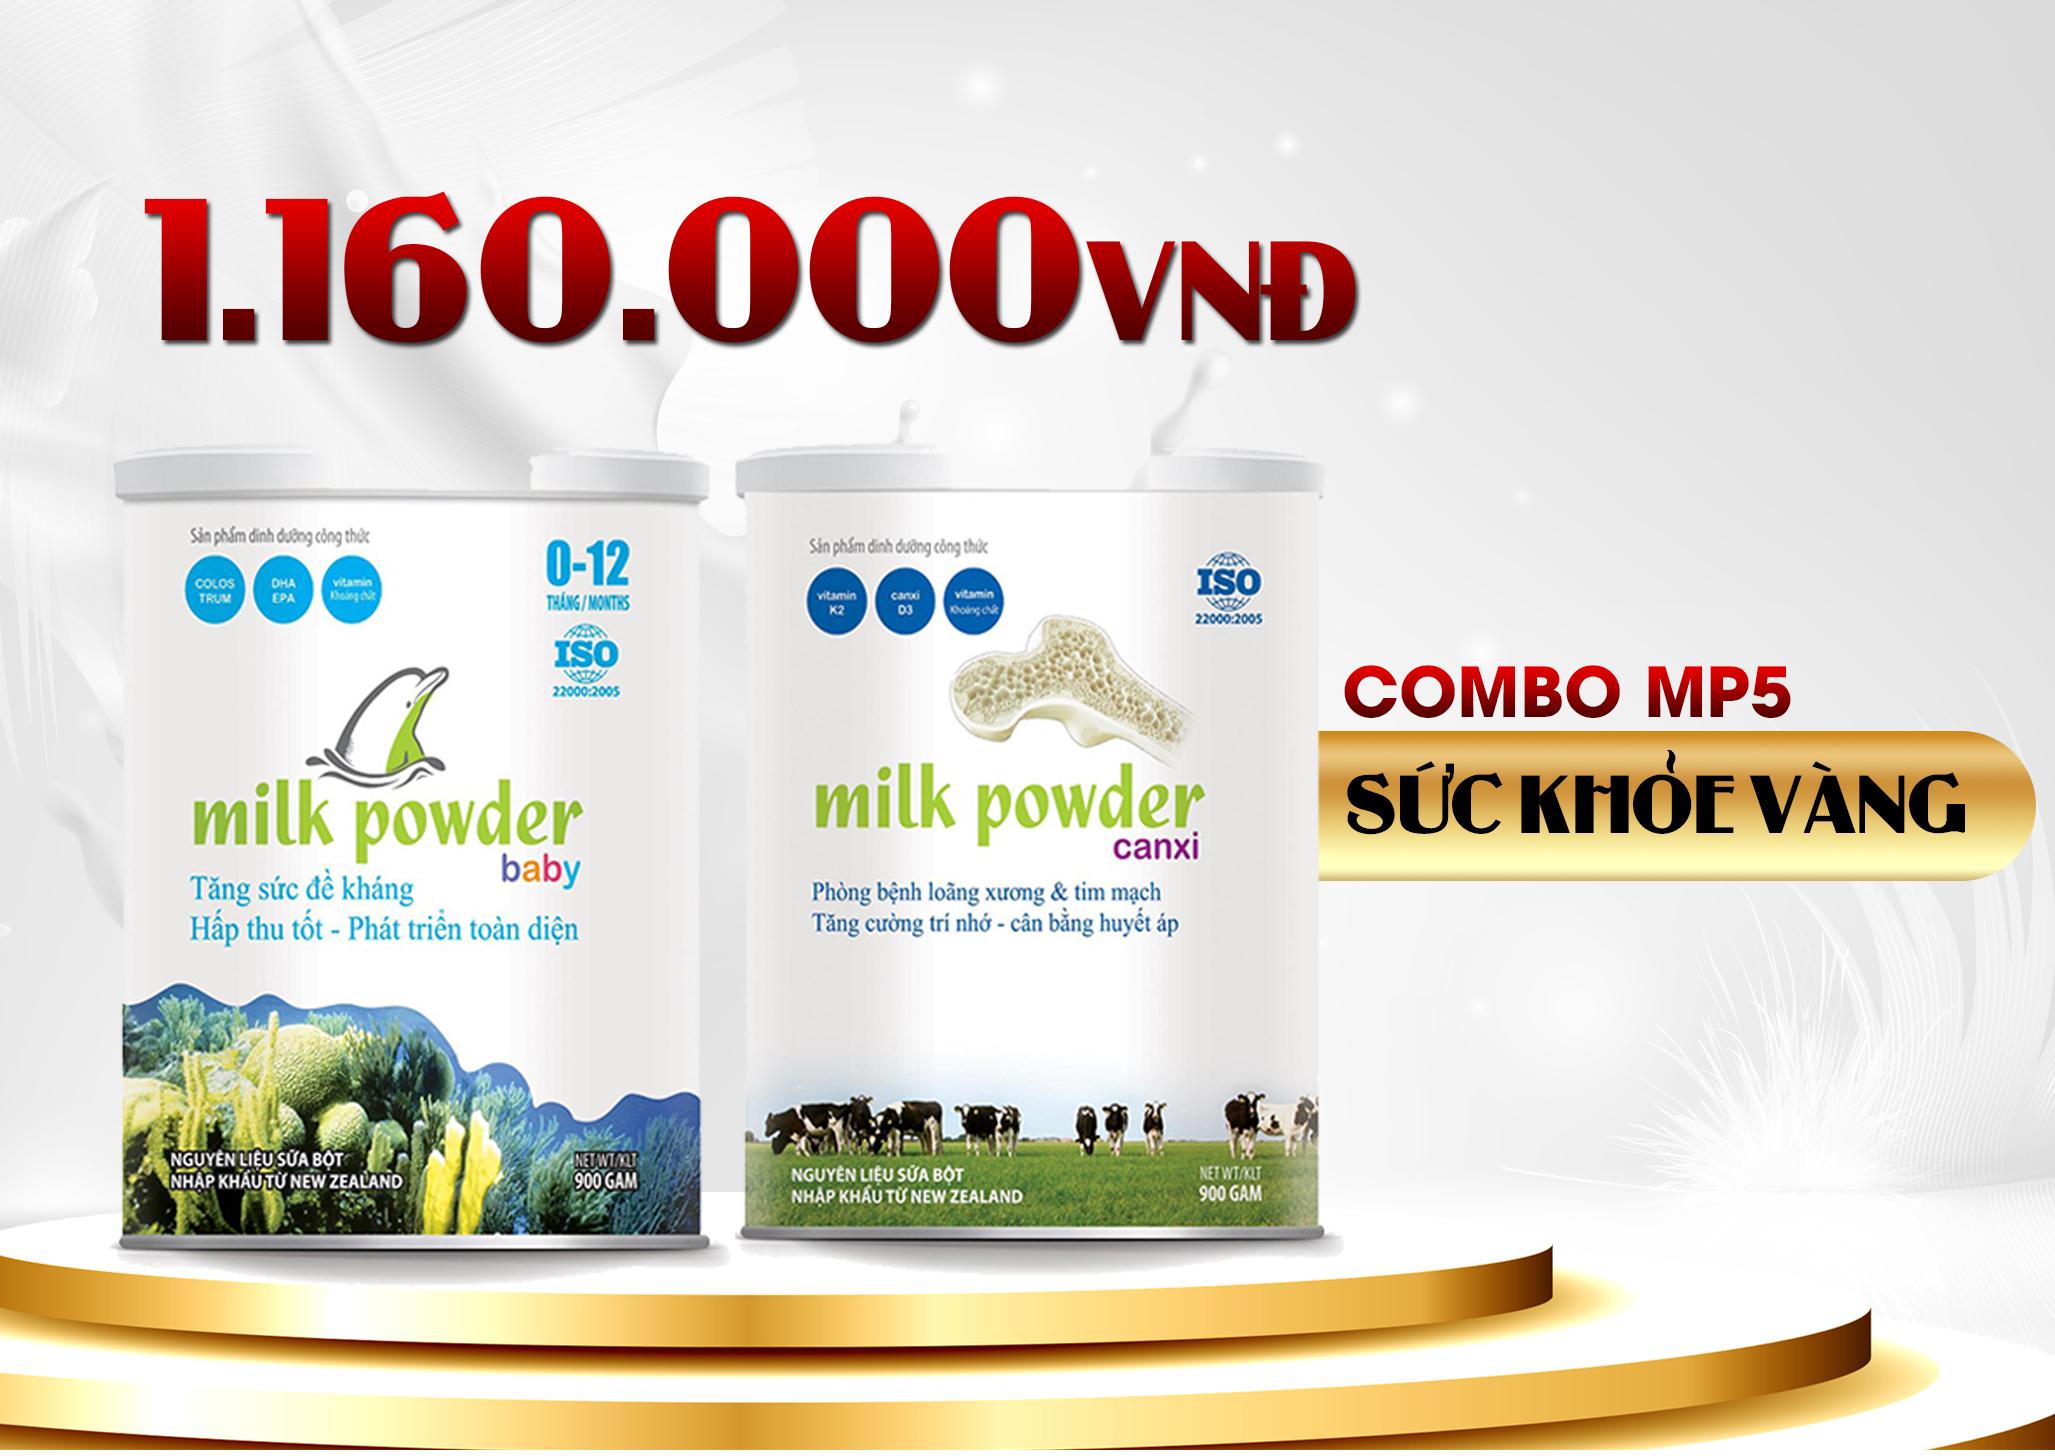 1.160.000VNĐ
Sản phẩm dinh dưỡng công thức
COLOS
TRUM
DHA
EPA
vitamin
Khoáng chất
0-12
THÁNG / MONTHS
ISO
22000:2005
milk powder
baby
Tăng sức đề kháng
Hấp thu tốt - Phát triển toàn diện
NGUYÊN LIỆU SỮA BỘT
NHẬP KHẨU TỪ NEW ZEALAND
NET WT/KLT
900 GAM
Sản phẩm dinh dưỡng công thức
vitamin
K2
canxi
D3
vitamin
Khoáng chất
ISO
22000:2005
milk powder
canxi
Phòng bệnh loãng xương & tim mạch
Tăng cường trí nhớ - cân bằng huyết áp
NGUYÊN LIỆU SỮA BỘT
NHẬP KHẨU TỪ NEW ZEALAND
NET WT/KLT
900 GAM
COMBO MP5
SỨC KHỎE VÀNG